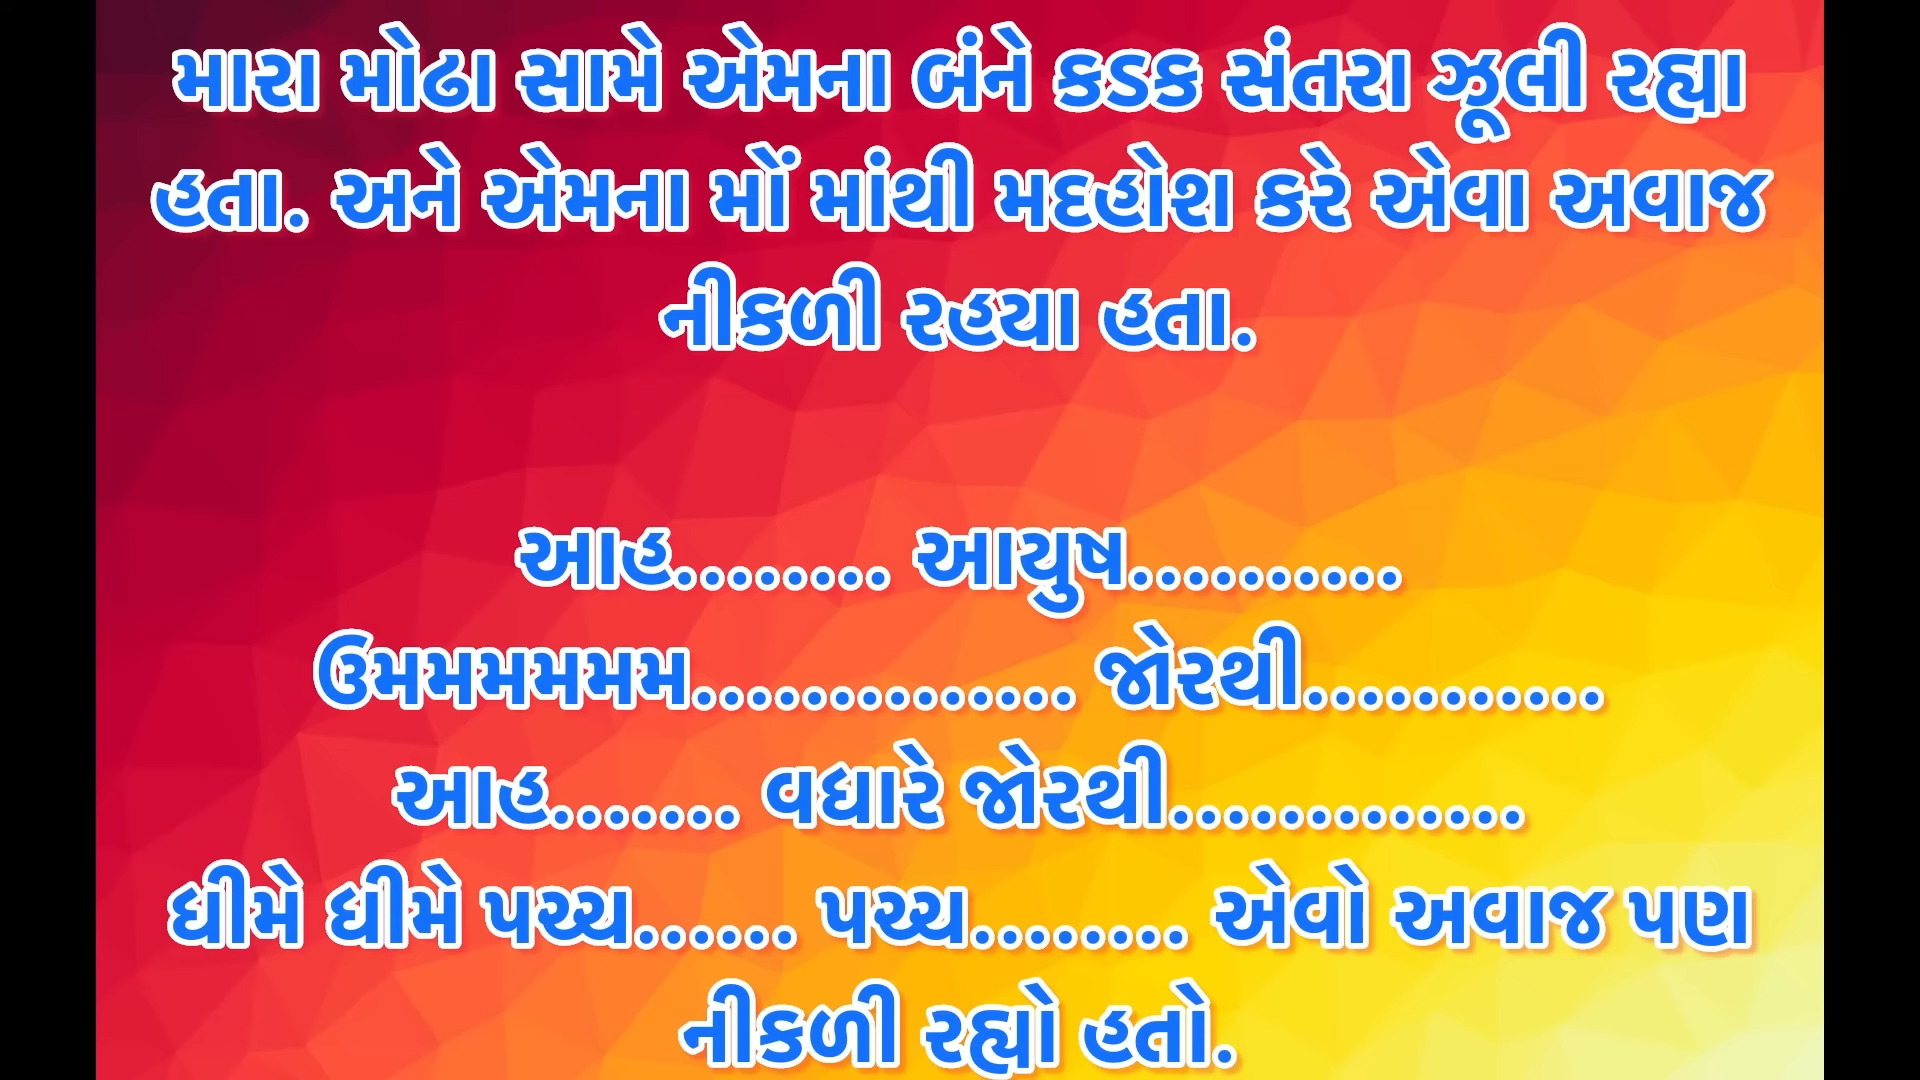 મારા મોઢા સામે એમના બંને કડક સંતરા ઝૂલી રહ્યા
હતા. અને એમના મોં માંથી મદહોશ કરે એવા અવાજ
નીકળી રહયા હતા.
આહ........ આયુષ..........
ઉમમમમમમ.............. જોરથી...........
આહ....... વધારે જોરથી.............
ધીમે ધીમે પચ્ચ...... પચ્ચ........ એવો અવાજ પણ
નીકળી રહ્યો હતો.